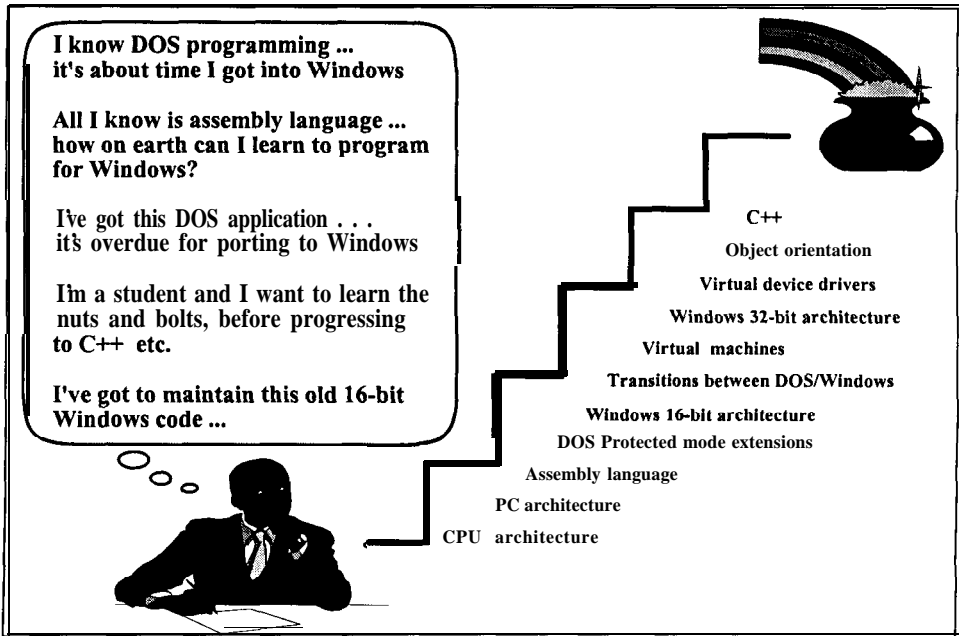 I know DOS programming ...
it's about time I got into Windows
All I know is assembly language ...
how on earth can I learn to program
for Windows?
I've got this DOS application . . .
it's overdue for porting to Windows
I'm a student and I want to learn the
nuts and bolts, before progressing
to C++ etc.
I've got to maintain this old 16-bit
Windows code ...
C++
Object orientation
Virtual device drivers
Windows 32-bit architecture
Virtual machines
Transitions between DOS/Windows
Windows 16-bit architecture
DOS Protected mode extensions
Assembly language
PC architecture
CPU architecture